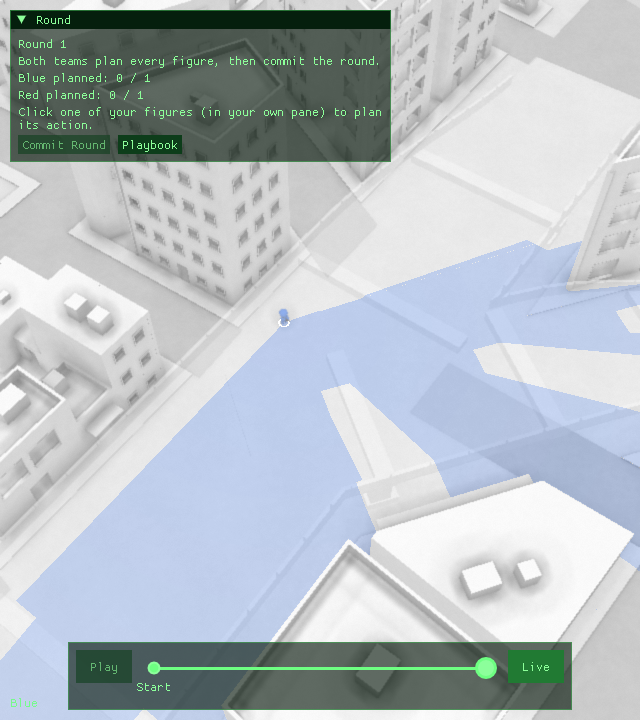 Round
Round 1
Both teams plan every figure, then commit the round.
Blue planned: 0 / 1
Red planned: 0 / 1
Click one of your figures (in your own pane) to plan
its action.
Commit Round
Playbook
Play
Live
Start
Blue